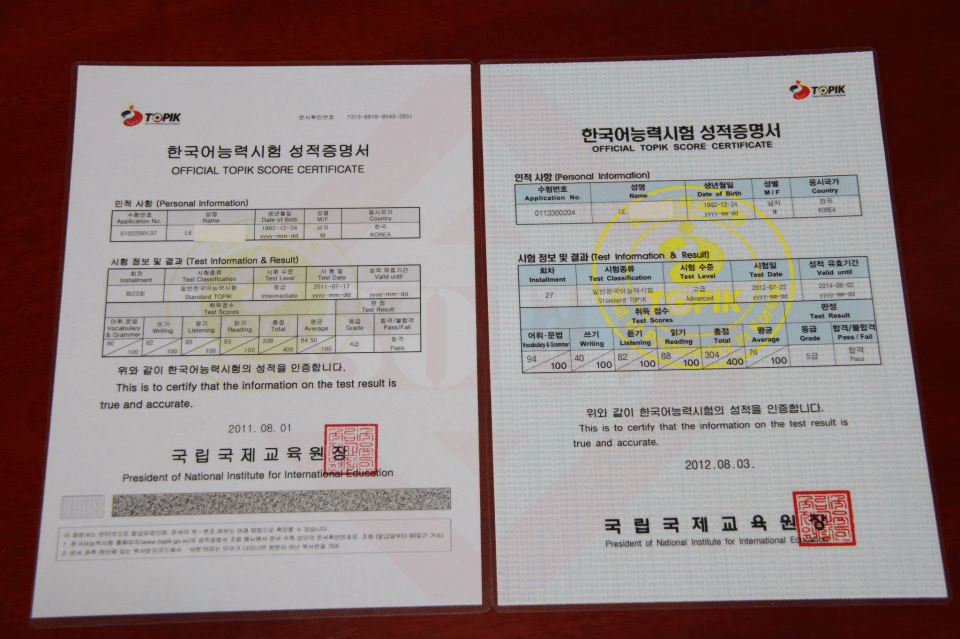 TOPIK
문서확인번호 7313-6819-8043-2651
한국어능력시험 성적증명서
OFFICIAL TOPIK SCORE CERTIFICATE
인적 사항 (Personal Information)
수험번호 성명 생년월일 성별 응시국가
Application No. Name Date of Birth M/F Country
0102200137 LE 1982-12-24 남자 한국
yyyy-mm-dd M KOREA
시험 정보 및 결과 (Test Information & Result)
회차 시험종류 시험 수준 시험 일 성적 유효기간
Installment Test Classification Test Level Test Date Valid until
제23회 일반한국어능력시험 중급 2011-07-17
Standard TOPIK Intermediate yyyy-mm-dd yyyy-mm-dd
취득점수 판 정
Test Scores Test Result
어휘·문법 쓰기 듣기 읽기 총점 평균 등급 합격/불합격
Vocabulary & Grammar Writing Listening Reading Total Average Grade Pass/Fail
90 62 93 93 338 84.50 4급 합격
100 100 100 100 400 100 Pass
위와 같이 한국어능력시험의 성적을 인증합니다.
This is to certify that the information on the test result is
true and accurate.
2011. 08. 01
국립국제교육원장
President of National Institute for International Education
TOPIK
한국어능력시험 성적증명서
OFFICIAL TOPIK SCORE CERTIFICATE
인적 사항 (Personal Information)
수험번호 성명 생년월일 성별 응시국가
Application No. Name Date of Birth M / F Country
0113300204 LE 1982-12-24 남자 한국
yyyy-mm-dd M KOREA
시험 정보 및 결과 (Test Information & Result)
회차 시험종류 시험 수준 시험일 성적 유효기간
Installment Test Classification Test Level Test Date Valid until
27 일반한국어능력시험 고급 2012-07-22 2014-08-02
Standard TOPIK Advanced yyyy-mm-dd yyyy-mm-dd
TOPIK
취득 점수 판정
Test Scores Test Result
어휘·문법 쓰기 듣기 읽기 총점 평균 등급 합격/불합격
Vocabulary & Grammar Writing Listening Reading Total Average Grade Pass / Fail
94 40 82 88 304 76 5급 합격
100 100 100 100 400 100 Pass
위와 같이 한국어능력시험의 성적을 인증합니다.
This is to certify that the information on the test result is
true and accurate.
2012. 08. 03.
국립국제교육원장
President of National Institute for International Education